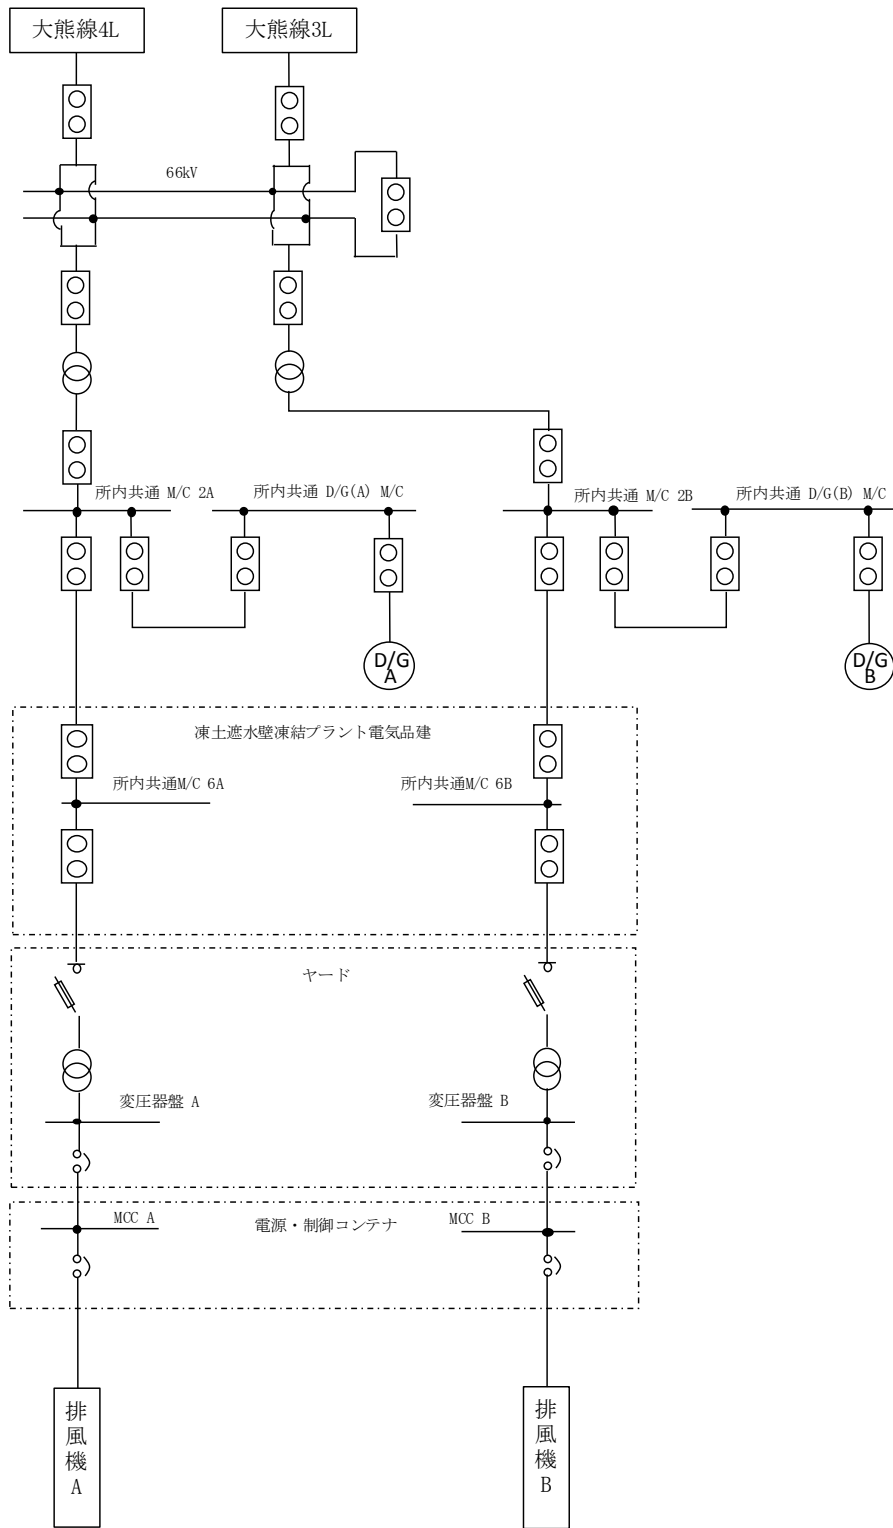 大熊線4L
大熊線3L
66kV
所内共通 M/C 2A
所内共通 D/G(A) M/C
所内共通 M/C 2B
所内共通 D/G(B) M/C
D/G
A
D/G
B
凍土遮水壁凍結プラント電気品建
所内共通M/C 6A
所内共通M/C 6B
ヤード
変圧器盤 A
変圧器盤 B
MCC A
電源・制御コンテナ
MCC B
排風機A
排風機B